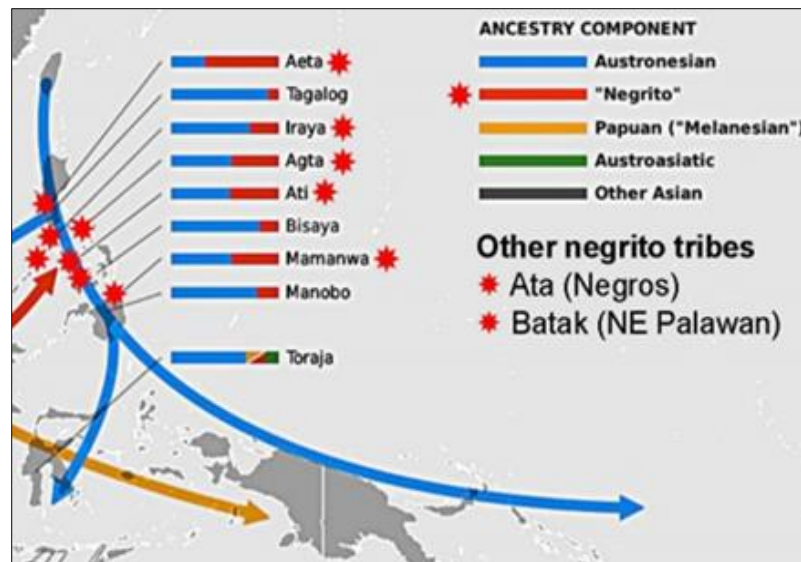 Aeta
Tagalog
Iraya
Agta
Ati
Bisaya
Mamanwa
Manobo
Toraja
ANCESTRY COMPONENT
Austronesian
"Negrito"
Papuan ("Melanesian")
Austroasiatic
Other Asian
Other negrito tribes
Ata (Negros)
Batak (NE Palawan)